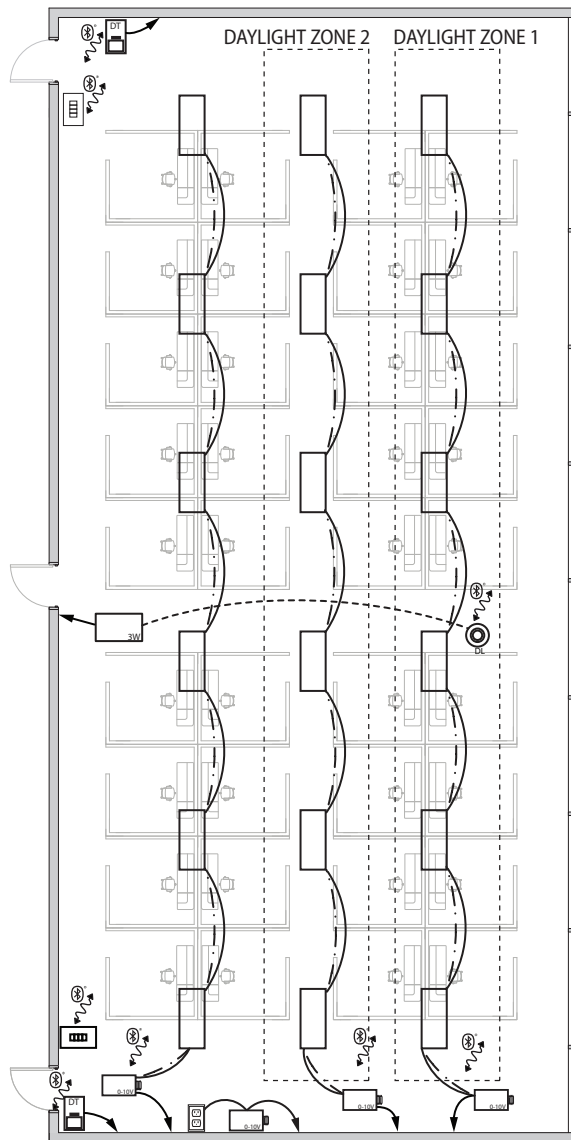 DT
DAYLIGHT ZONE 2
DAYLIGHT ZONE 1
3W
DL
0-10V
0-10V
0-10V
0-10V
DT